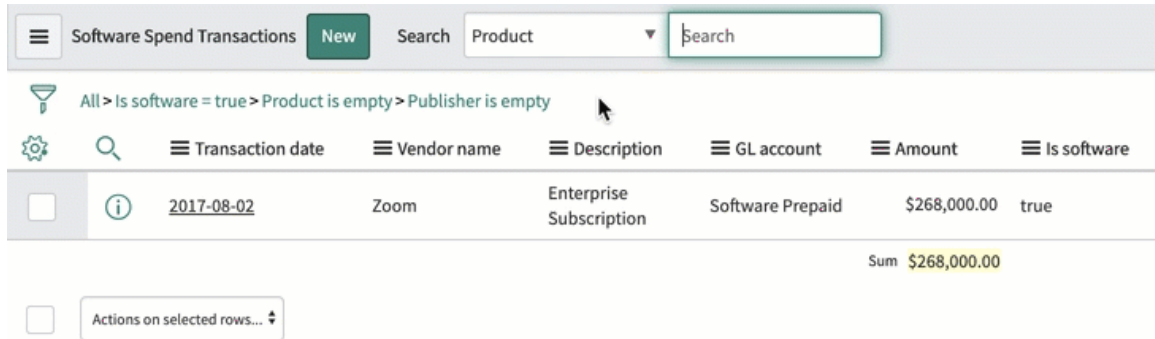 Software Spend Transactions New Search Product Search
All > Is software = true > Product is empty > Publisher is empty
Transaction date Vendor name Description GL account Amount Is software
2017-08-02 Zoom Enterprise Subscription Software Prepaid $268,000.00 true
Sum $268,000.00
Actions on selected rows...